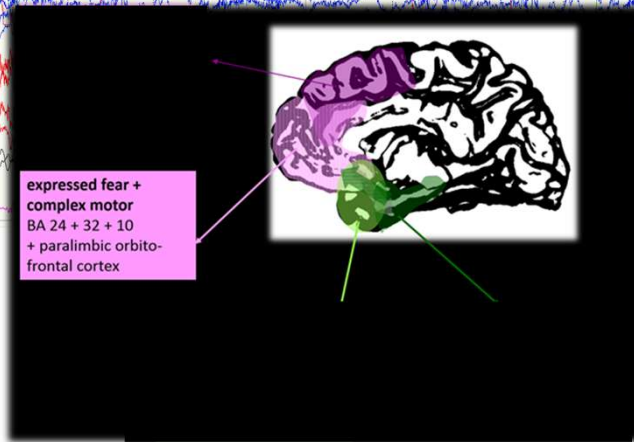 expressed fear +
complex motor
BA 24 + 32 + 10
+ paralimbic orbito-
frontal cortex